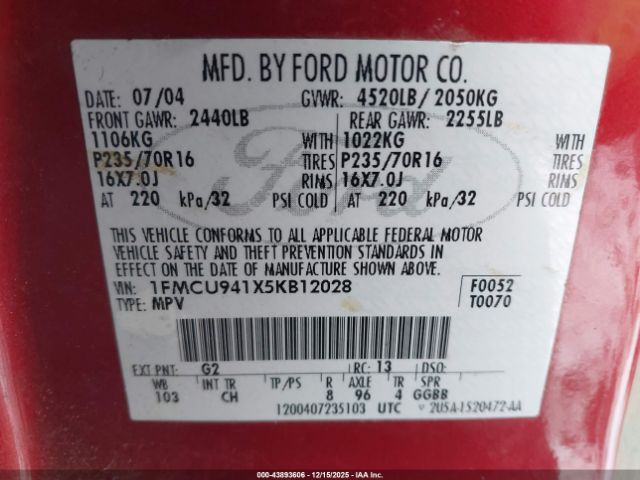 MFD. BY FORD MOTOR CO.
DATE: 07/04 GVWR: 4520LB/ 2050KG
FRONT GAWR: 2440LB REAR GAWR: 2255LB
1106KG WITH 1022KG WITH
P235/70R16 TIRES P235/70R16 TIRES
16X7.0J RIMS 16X7.0J RIMS
AT 220 kPa/32 PSI COLD AT 220 kPa/32 PSI COLD
Ford
THIS VEHICLE CONFORMS TO ALL APPLICABLE FEDERAL MOTOR
VEHICLE SAFETY AND THEFT PREVENTION STANDARDS IN
EFFECT ON THE DATE OF MANUFACTURE SHOWN ABOVE.
VIN: 1FMCU941X5KB12028 F0052
TYPE: MPV T0070
EXT PNT: G2 RC: 13 DSO:
WB INT TR TP/PS R AXLE TR SPR
103 CH 8 96 4 GGBB
1200407235103 UTC 2U5A-1520472-AA
000-43893606 - 12/15/2025 - IAAI.COM